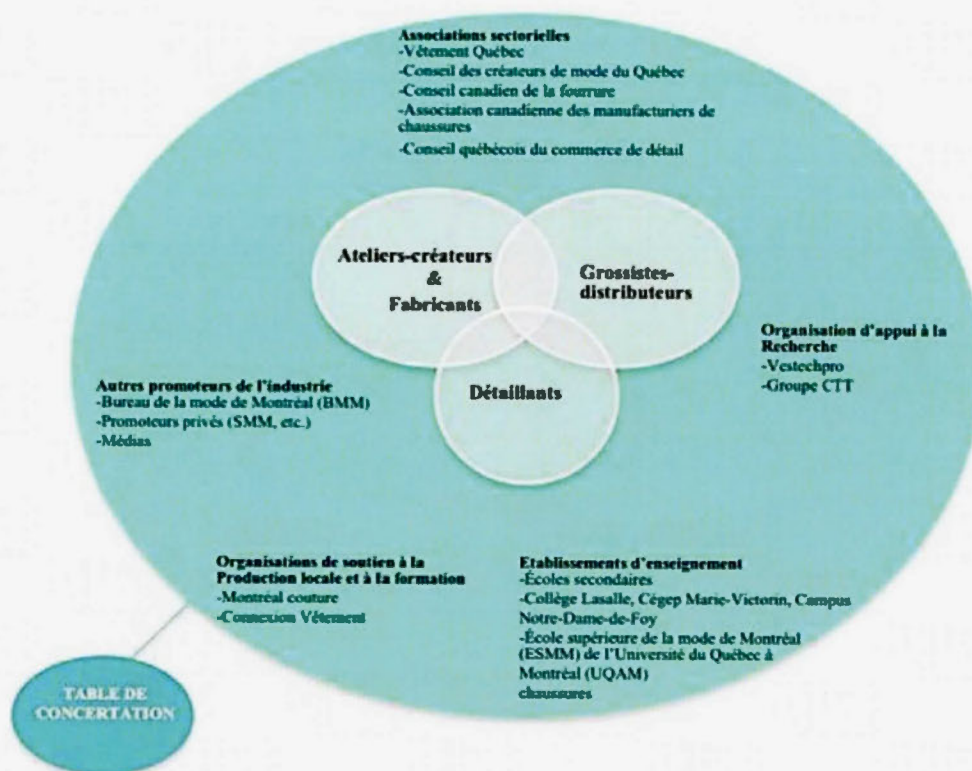 Associations sectorielles
-Vêtement Québec
-Conseil des créateurs de mode du Québec
-Conseil canadien de la fourrure
-Association canadienne des manufacturiers de
chaussures
-Conseil québécois du commerce de détail
Ateliers-créateurs
&
Fabricants
Grossistes-
distributeurs
Détaillants
Organisation d'appui à la
Recherche
-Vestechpro
-Groupe CTT
Autres promoteurs de l'industrie
-Bureau de la mode de Montréal (BMM)
-Promoteurs privés (SMM, etc.)
-Médias
Organisations de soutien à la
Production locale et à la formation
-Montréal couture
-Connexion Vêtement
Etablissements d'enseignement
-Écoles secondaires
-Collège Lasalle, Cégep Marie-Victorin, Campus
Notre-Dame-de-Foy
-École supérieure de la mode de Montréal
(ESMM) de l'Université du Québec à
Montréal (UQAM)
chaussures
TABLE DE
CONCERTATION